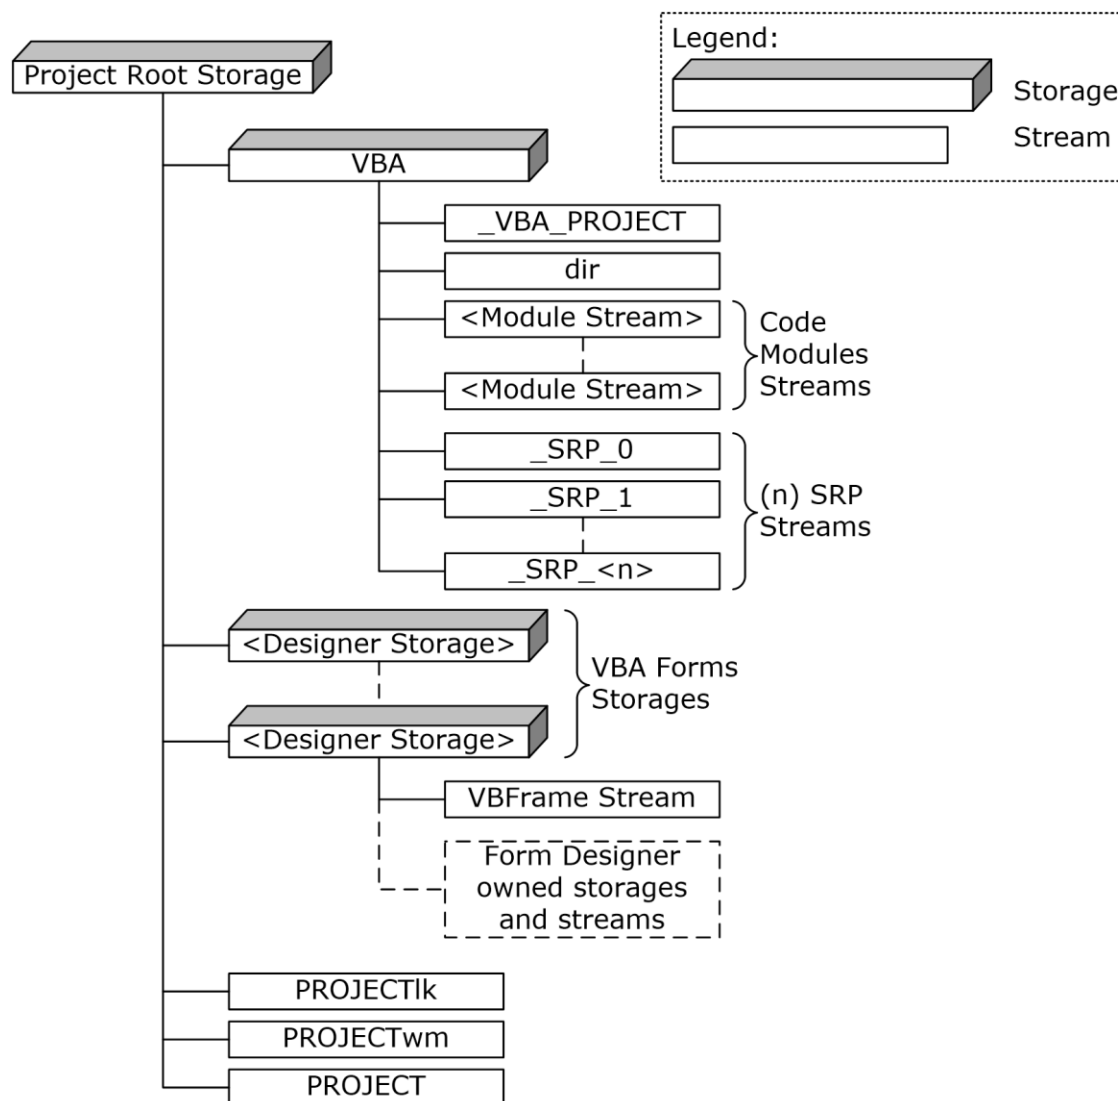 Project Root Storage
Legend:
Storage
Stream
VBA
_VBA_PROJECT
dir
<Module Stream>
<Module Stream>
Code
Modules
Streams
_SRP_0
_SRP_1
_SRP_<n>
(n) SRP
Streams
<Designer Storage>
<Designer Storage>
VBA Forms
Storages
VBFrame Stream
Form Designer
owned storages
and streams
PROJECTlk
PROJECTwm
PROJECT